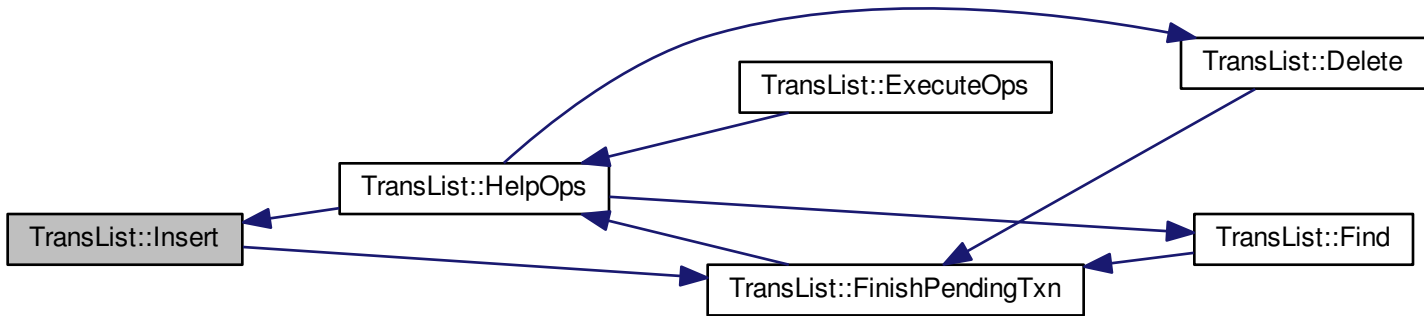 TransList::Delete
TransList::ExecuteOps
TransList::HelpOps
TransList::Insert
TransList::Find
TransList::FinishPendingTxn